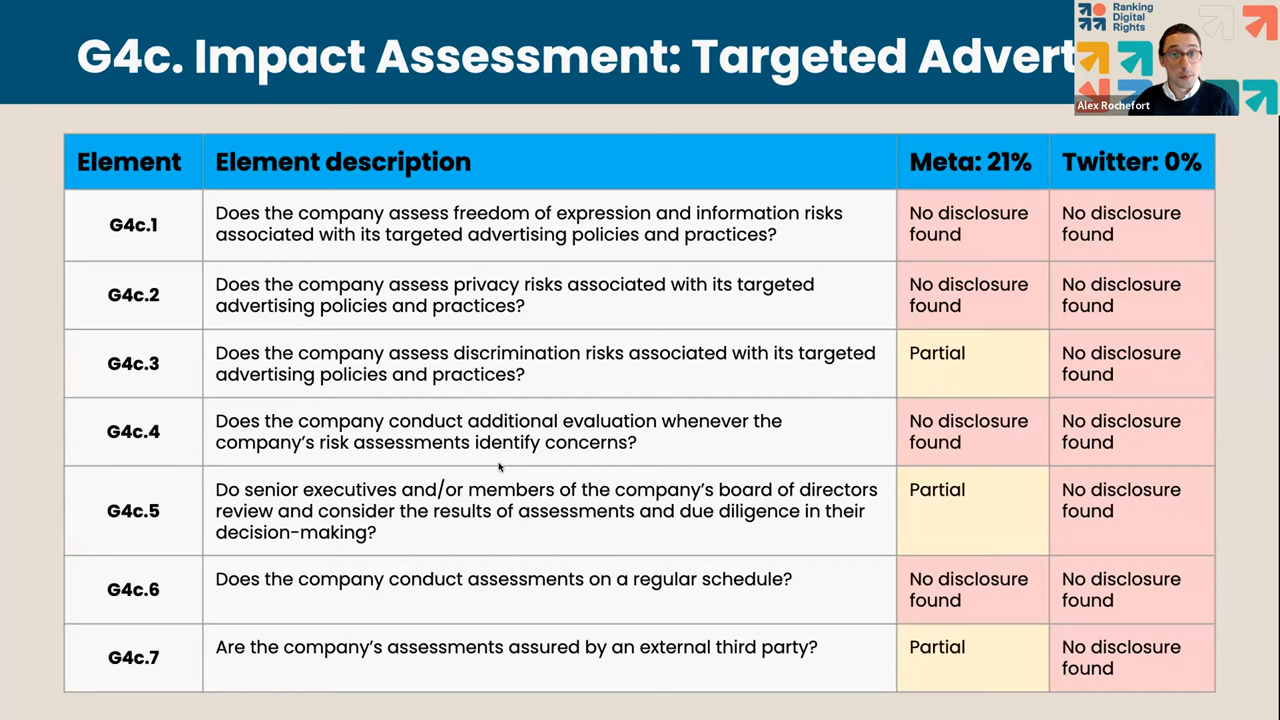 G4c. Impact Assessment: Targeted Advert
Ranking
Digital
Rights
Alex Rochefort
Element
Element description
Meta: 21%
Twitter: 0%
G4c.1
Does the company assess freedom of expression and information risks
associated with its targeted advertising policies and practices?
No disclosure
found
No disclosure
found
G4c.2
Does the company assess privacy risks associated with its targeted
advertising policies and practices?
No disclosure
found
No disclosure
found
G4c.3
Does the company assess discrimination risks associated with its targeted
advertising policies and practices?
Partial
No disclosure
found
G4c.4
Does the company conduct additional evaluation whenever the
company's risk assessments identify concerns?
No disclosure
found
No disclosure
found
G4c.5
Do senior executives and/or members of the company's board of directors
review and consider the results of assessments and due diligence in their
decision-making?
Partial
No disclosure
found
G4c.6
Does the company conduct assessments on a regular schedule?
No disclosure
found
No disclosure
found
G4c.7
Are the company's assessments assured by an external third party?
Partial
No disclosure
found